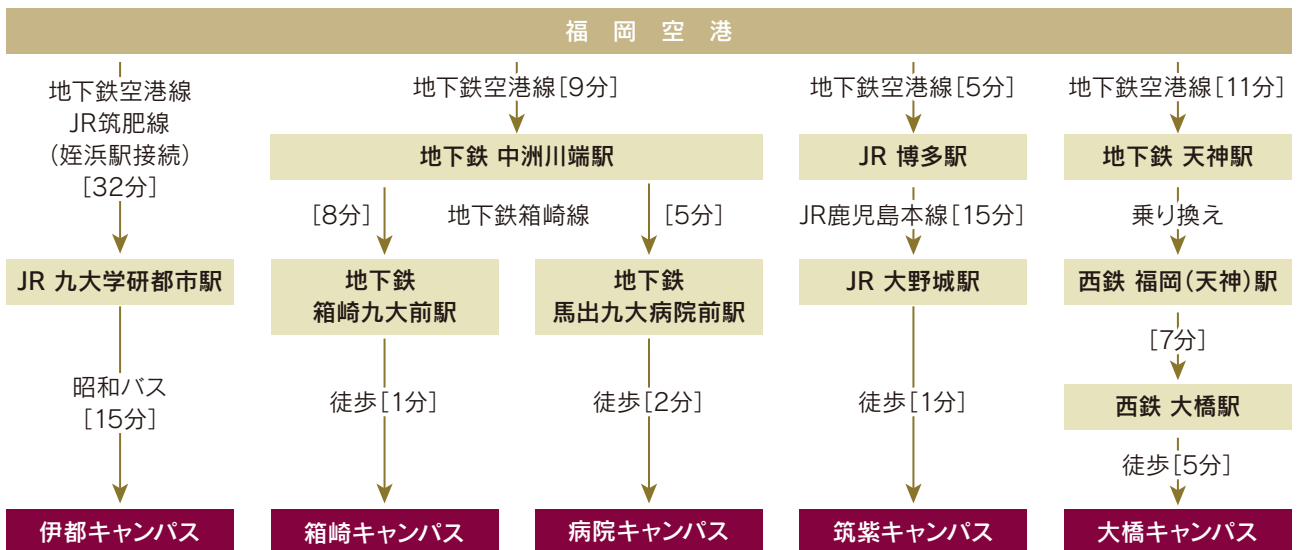 福岡空港
地下鉄空港線
JR筑肥線
(姪浜駅接続)
[32分]
JR 九大学研都市駅
昭和バス
[15分]
伊都キャンパス
地下鉄空港線[9分]
地下鉄 中洲川端駅
[8分]
地下鉄箱崎線
[5分]
地下鉄
箱崎九大前駅
徒歩[1分]
箱崎キャンパス
地下鉄
馬出九大病院前駅
徒歩[2分]
病院キャンパス
地下鉄空港線[5分]
JR 博多駅
JR鹿児島本線[15分]
JR 大野城駅
徒歩[1分]
筑紫キャンパス
地下鉄空港線[11分]
地下鉄 天神駅
乗り換え
西鉄 福岡(天神)駅
[7分]
西鉄 大橋駅
徒歩[5分]
大橋キャンパス